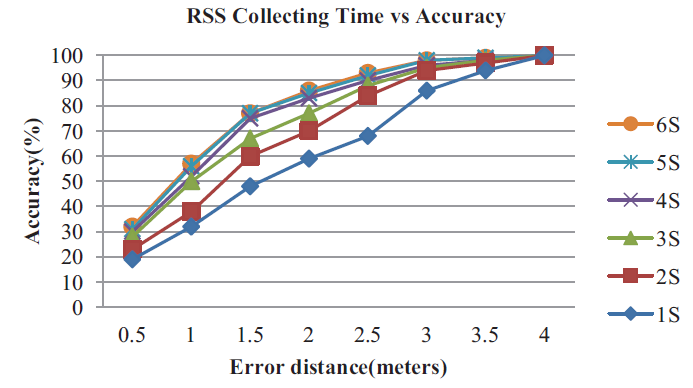 RSS Collecting Time vs Accuracy
100
90
80
70
60
50
40
30
20
10
0
Accuracy(%)
0.5 1 1.5 2 2.5 3 3.5 4
Error distance(meters)
6S
5S
4S
3S
2S
1S